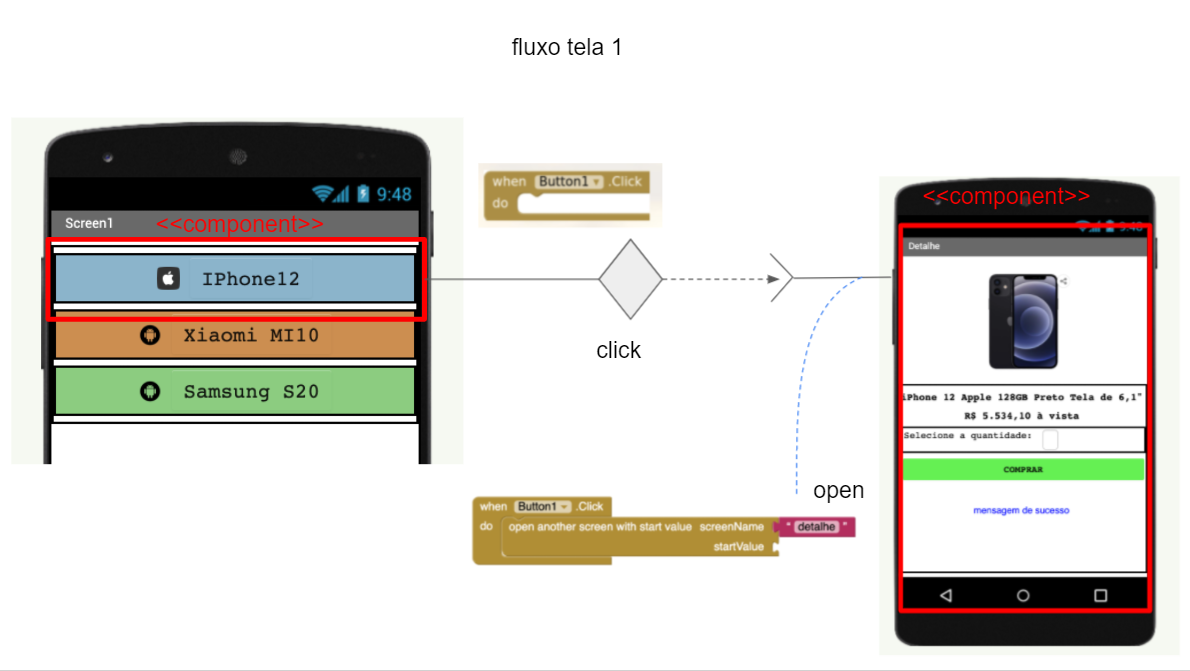 fluxo tela 1
9:48
Screen1
<<component>>
IPhone12
Xiaomi MI10
Samsung S20
when Button1 .Click
do
click
when Button1 .Click
do open another screen with start value screenName " detalhe "
startValue
open
<<component>>
9:48
Detalhe
iPhone 12 Apple 128GB Preto Tela de 6,1"
R$ 5.534,10 à vista
Selecione a quantidade:
COMPRAR
mensagem de sucesso